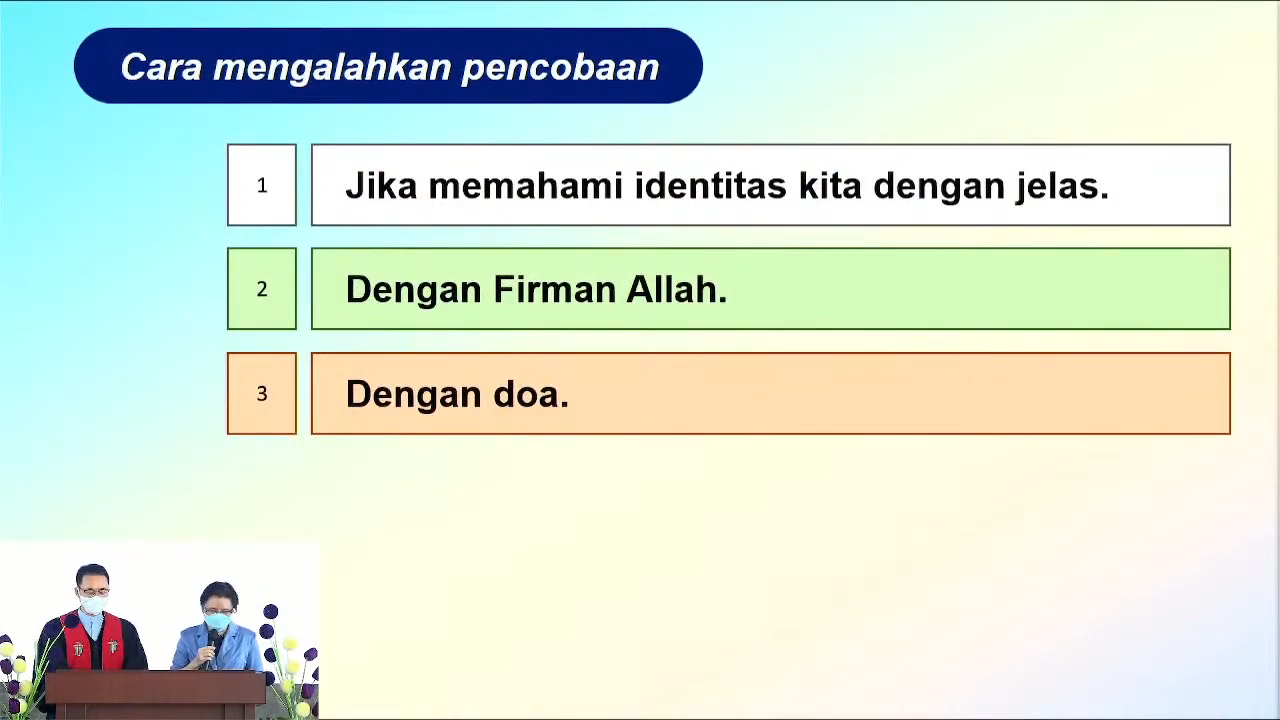 Cara mengalahkan pencobaan
1 Jika memahami identitas kita dengan jelas.
2 Dengan Firman Allah.
3 Dengan doa.